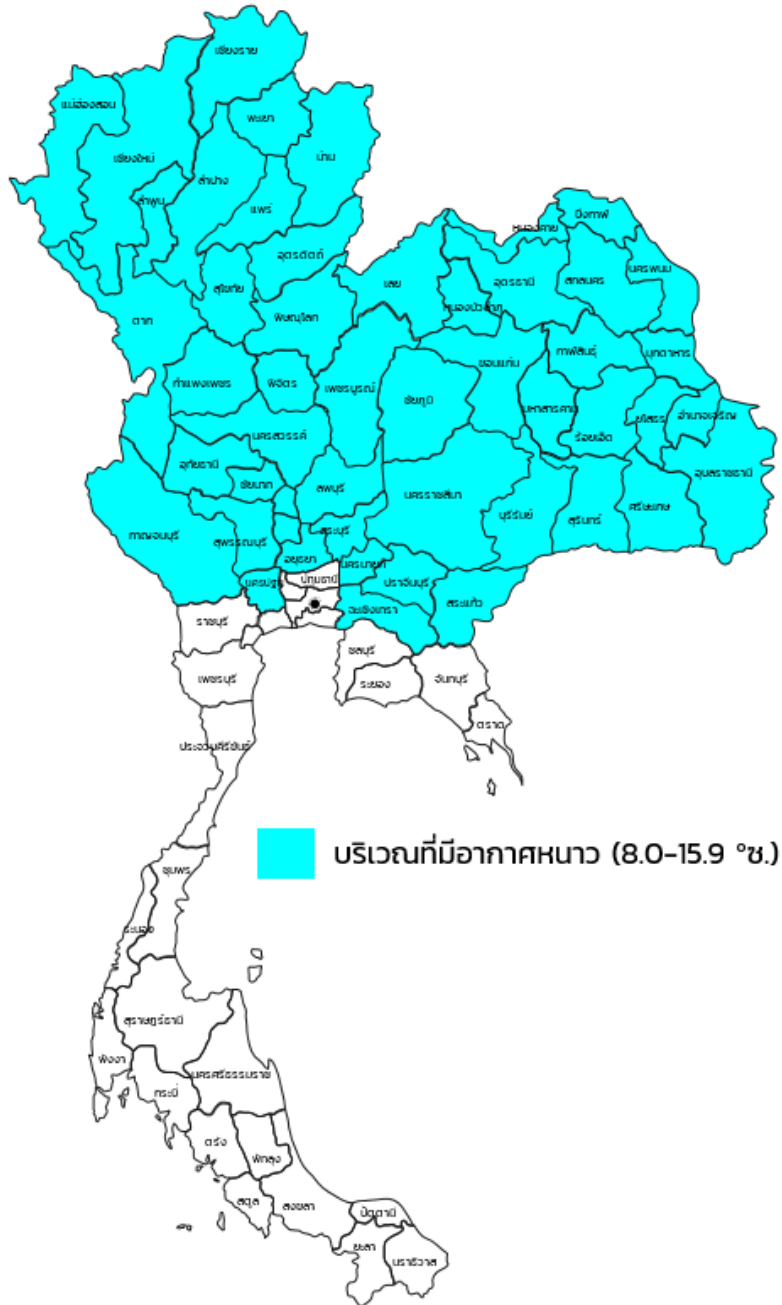 เชียงราย
แม่ฮ่องสอน
พะเยา
เชียงใหม่
น่าน
ลำปาง
ลำพูน
แพร่
บึงกาฬ
หนองคาย
อุตรดิตถ์
นครพนม
เลย
อุดรธานี
สกลนคร
สุโขทัย
หนองบัวลำภู
ตาก
พิษณุโลก
กาฬสินธุ์
มุกดาหาร
ขอนแก่น
กำแพงเพชร
พิจิตร
เพชรบูรณ์
ชัยภูมิ
มหาสารคาม
ยโสธร
อำนาจเจริญ
ร้อยเอ็ด
นครสวรรค์
อุทัยธานี
อุบลราชธานี
ชัยนาท
ลพบุรี
นครราชสีมา
บุรีรัมย์
สุรินทร์
ศรีษะเกษ
กาญจนบุรี
สุพรรณบุรี
สระบุรี
อยุธยา
นครนายก
นครปฐม
ปทุมธานี
ปราจีนบุรี
ฉะเชิงเทรา
สระแก้ว
ราชบุรี
ชลบุรี
เพชรบุรี
ระยอง
จันทบุรี
ตราด
ประจวบคีรีขันธ์
บริเวณที่มีอากาศหนาว (8.0-15.9 °ซ.)
ชุมพร
ระนอง
สุราษฎร์ธานี
พังงา
นครศรีธรรมราช
กระบี่
ตรัง
พัทลุง
สตูล
สงขลา
ปัตตานี
ยะลา
นราธิวาส